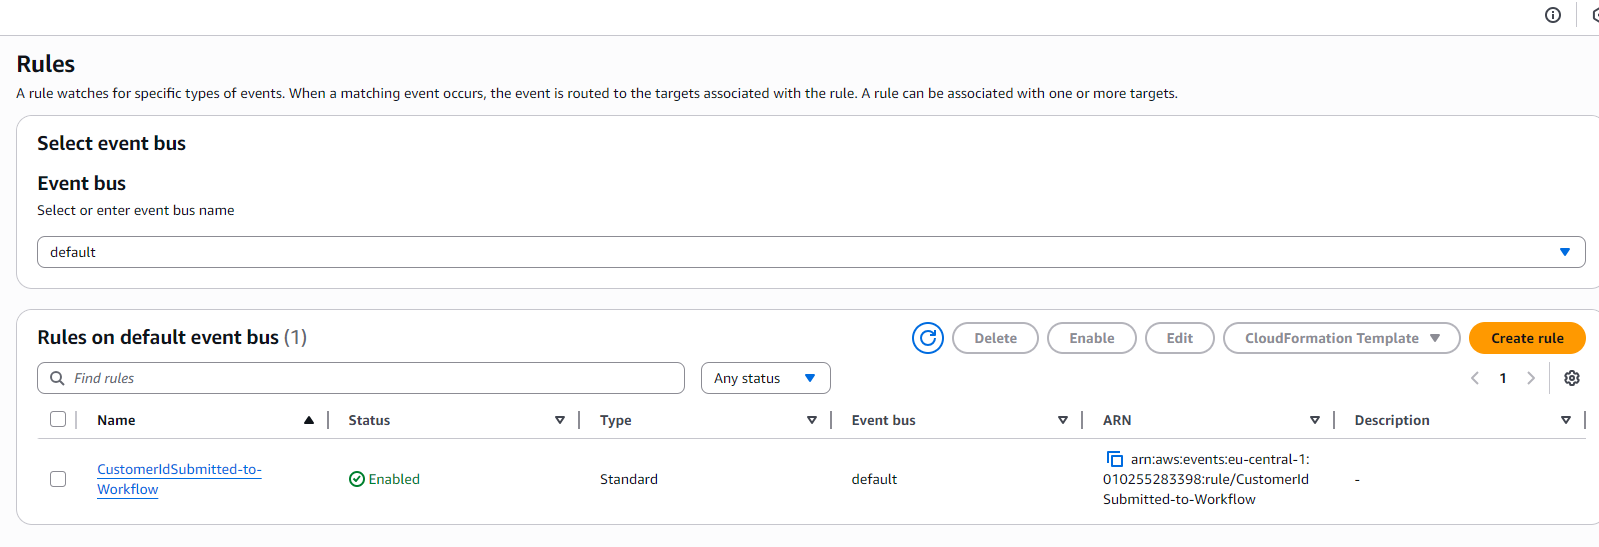 Rules
A rule watches for specific types of events. When a matching event occurs, the event is routed to the targets associated with the rule. A rule can be associated with one or more targets.
Select event bus
Event bus
Select or enter event bus name
default
Rules on default event bus (1)
Delete
Enable
Edit
CloudFormation Template
Create rule
Find rules
Any status
1
Name
Status
Type
Event bus
ARN
Description
CustomerIdSubmitted-to-
Workflow
Enabled
Standard
default
arn:aws:events:eu-central-1:
010255283398:rule/CustomerId
Submitted-to-Workflow
-